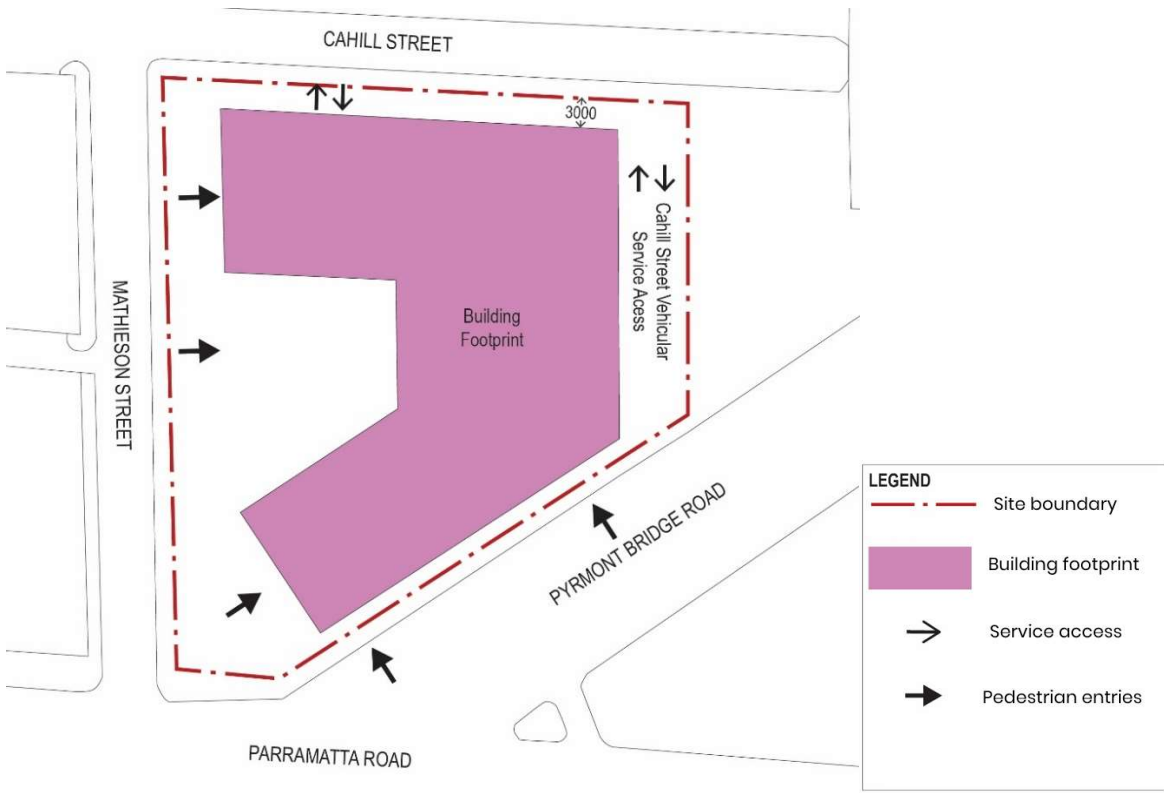 CAHILL STREET
3000
Cahill Street Vehicular
Service Acess
MATHIESON STREET
Building
Footprint
PYRMONT BRIDGE ROAD
PARRAMATTA ROAD
LEGEND
Site boundary
Building footprint
Service access
Pedestrian entries